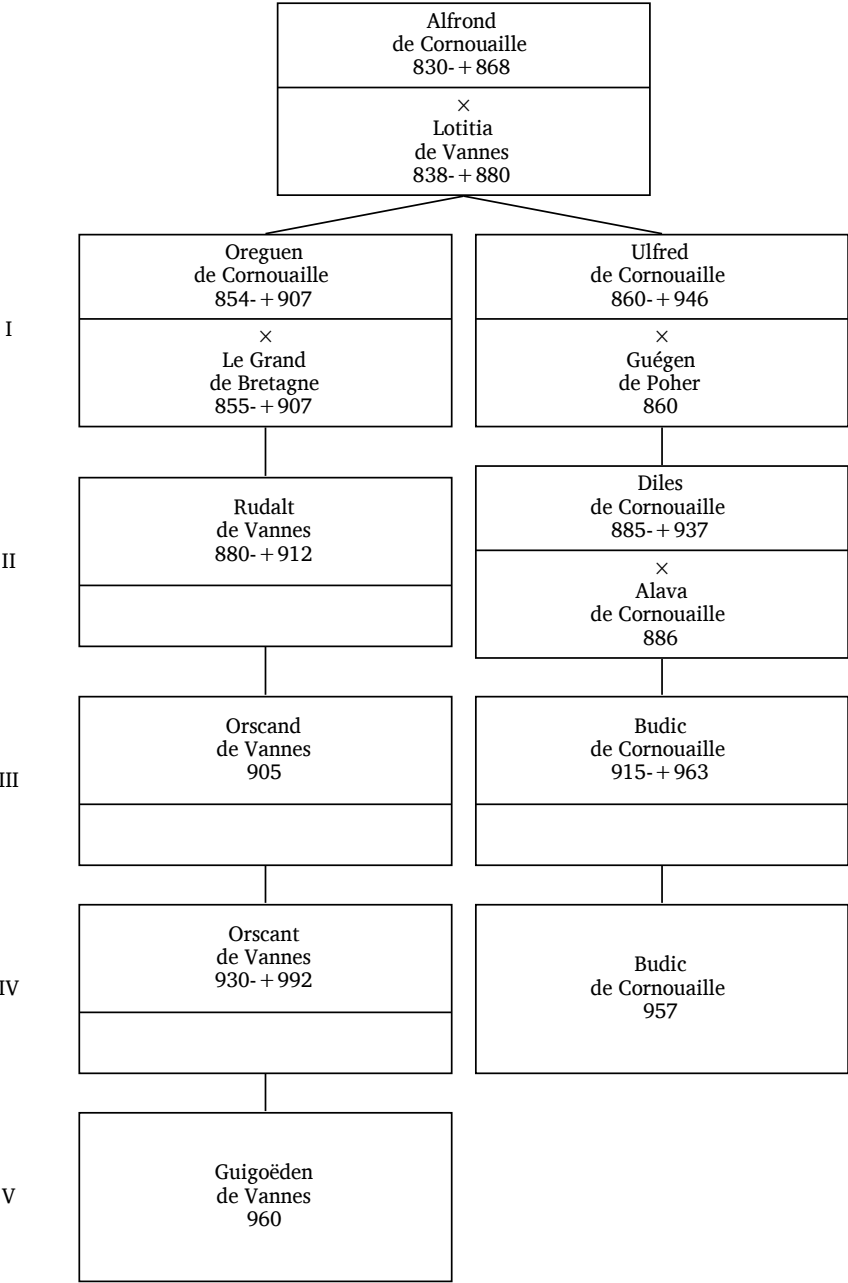 Alfrond
de Cornouaille
830-+868
×
Lotitia
de Vannes
838-+880
I
Oreguen
de Cornouaille
854-+907
×
Le Grand
de Bretagne
855-+907
Ulfred
de Cornouaille
860-+946
×
Guégen
de Poher
860
II
Rudalt
de Vannes
880-+912
Diles
de Cornouaille
885-+937
×
Alava
de Cornouaille
886
III
Orscand
de Vannes
905
Budic
de Cornouaille
915-+963
IV
Orscant
de Vannes
930-+992
Budic
de Cornouaille
957
V
Guigoëden
de Vannes
960